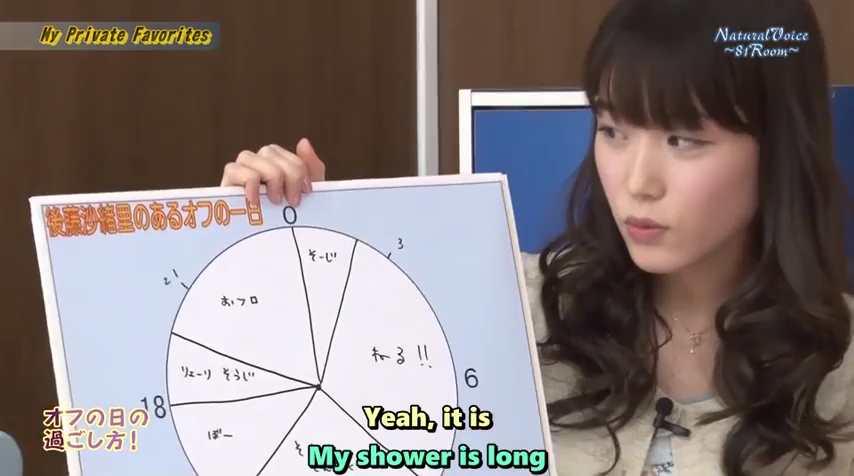 My Private Favorites
NaturalVoice
~81Room~
後藤沙緒里のあるオフの一日
0
そーじ
3
21
おフロ
ねる!!
リョーリ そうじ
6
18
ぼー
オフの日の
過ごし方!
Yeah, it is
My shower is long